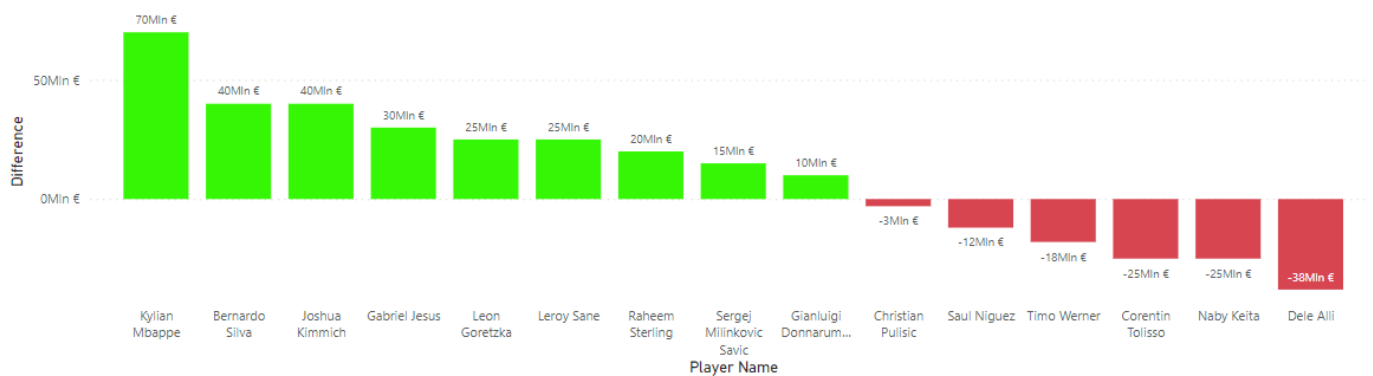 70Mln €
50Mln €
40Mln €
40Mln €
30Mln €
25Mln €
25Mln €
20Mln €
15Mln €
10Mln €
Difference
0Mln €
-3Mln €
-12Mln €
-18Mln €
-25Mln €
-25Mln €
-38Mln €
Kylian
Mbappe
Bernardo
Silva
Joshua
Kimmich
Gabriel Jesus
Leon
Goretzka
Leroy Sane
Raheem
Sterling
Sergej
Milinkovic
Savic
Gianluigi
Donnarum...
Christian
Pulisic
Saul Niguez
Timo Werner
Corentin
Tolisso
Naby Keita
Dele Alli
Player Name